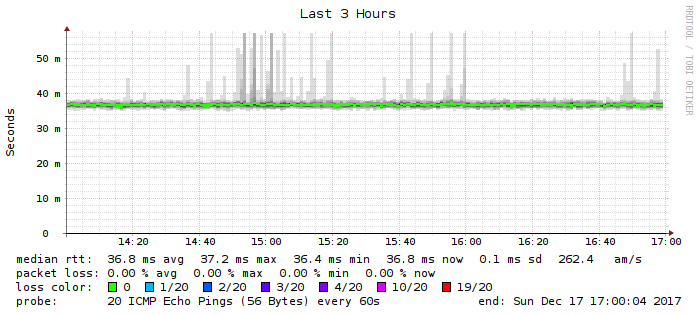 Last 3 Hours
RRDTOOL / TOBI OETIKER
Seconds
50 m
40 m
30 m
20 m
10 m
0
14:20 14:40 15:00 15:20 15:40 16:00 16:20 16:40 17:00
median rtt: 36.8 ms avg 37.2 ms max 36.4 ms min 36.8 ms now 0.1 ms sd 262.4 am/s
packet loss: 0.00 % avg 0.00 % max 0.00 % min 0.00 % now
loss color: 0 1/20 2/20 3/20 4/20 10/20 19/20
probe: 20 ICMP Echo Pings (56 Bytes) every 60s end: Sun Dec 17 17:00:04 2017